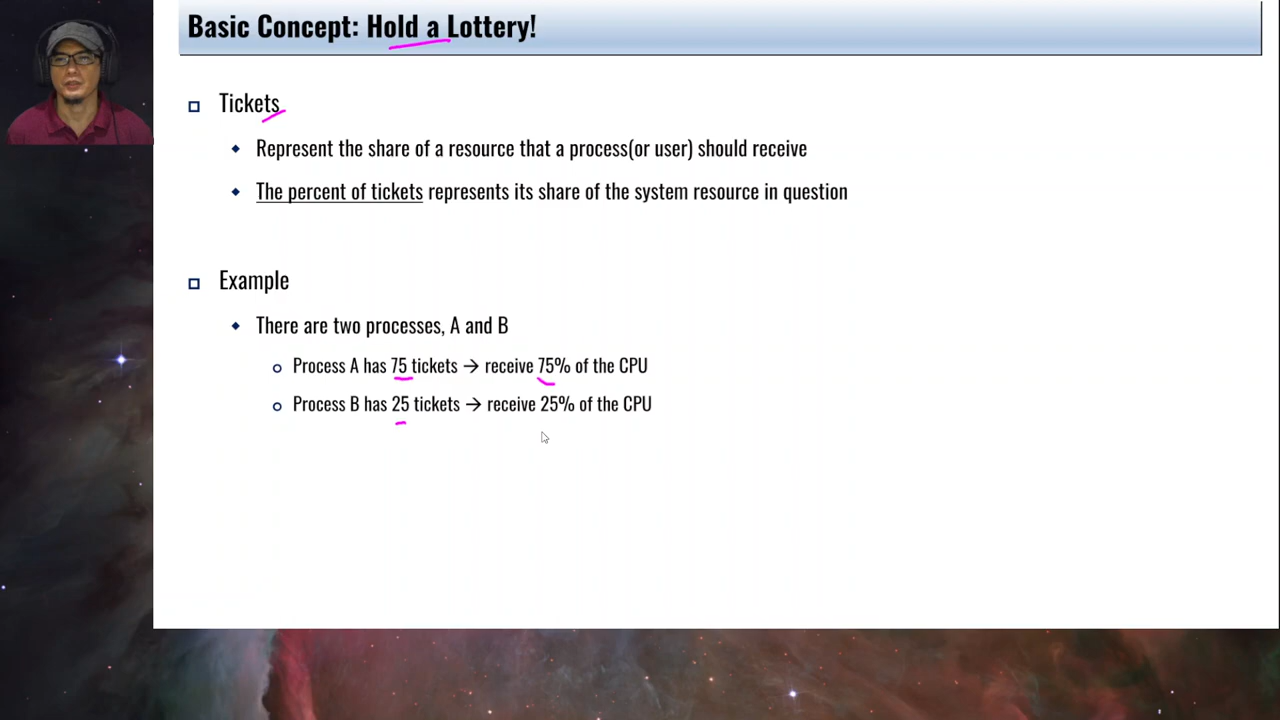 Basic Concept: Hold a Lottery!
Tickets
Represent the share of a resource that a process(or user) should receive
The percent of tickets represents its share of the system resource in question
Example
There are two processes, A and B
Process A has 75 tickets → receive 75% of the CPU
Process B has 25 tickets → receive 25% of the CPU